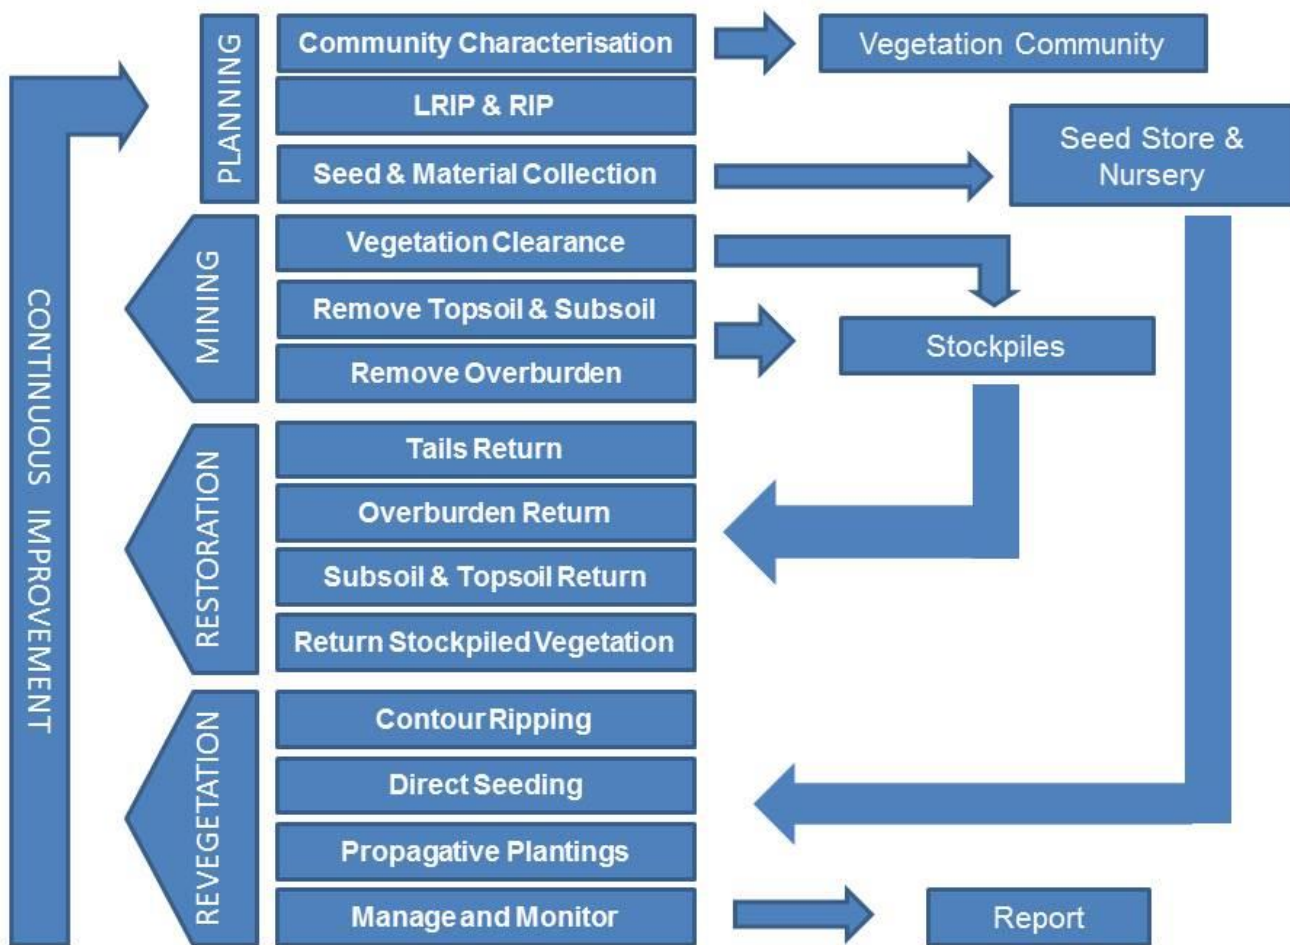 CONTINUOUS IMPROVEMENT
PLANNING
Community Characterisation
Vegetation Community
LRIP & RIP
Seed & Material Collection
Seed Store &
Nursery
MINING
Vegetation Clearance
Remove Topsoil & Subsoil
Remove Overburden
Stockpiles
RESTORATION
Tails Return
Overburden Return
Subsoil & Topsoil Return
Return Stockpiled Vegetation
REVEGETATION
Contour Ripping
Direct Seeding
Propagative Plantings
Manage and Monitor
Report